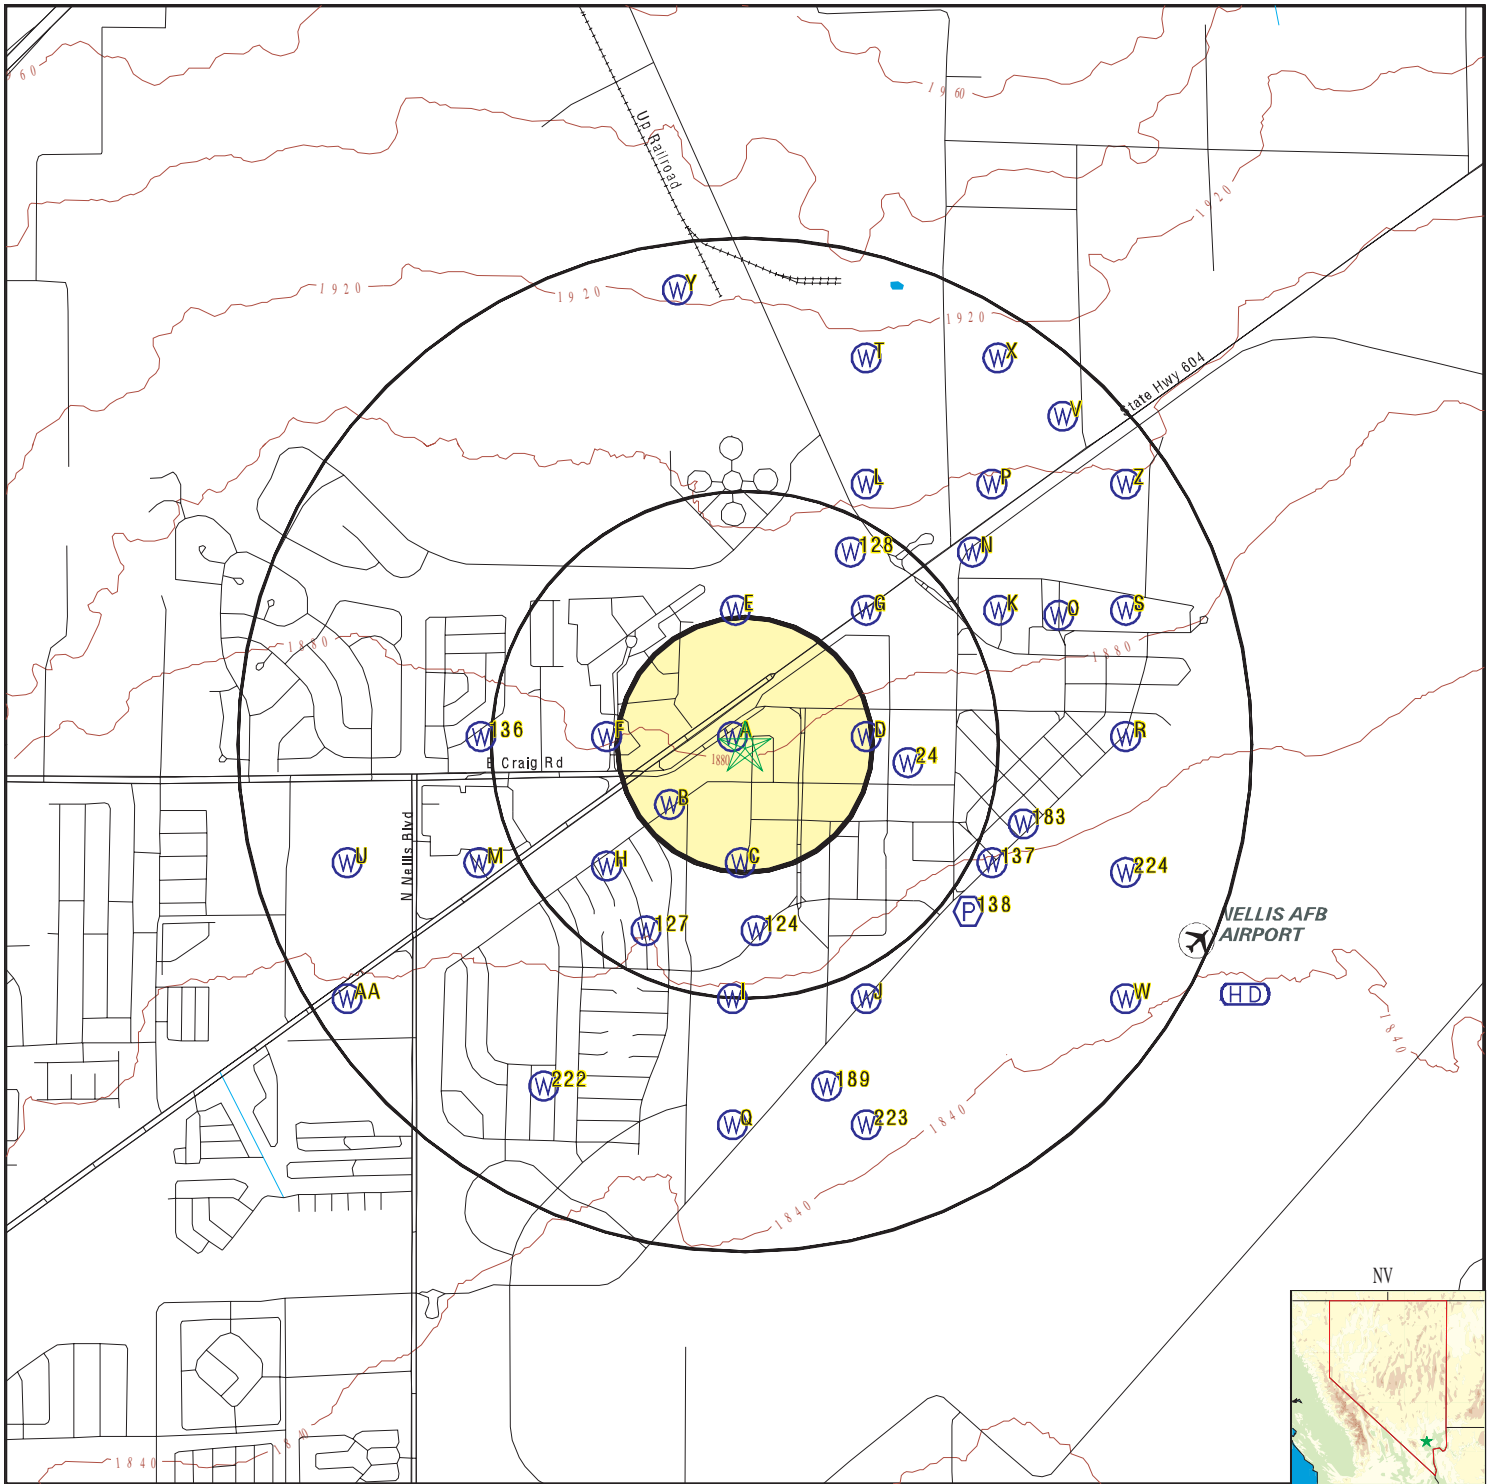 1960
1960
Up Railroad
1920
W Y
1920
1920
1920
W T
W X
State Hwy 604
W V
W L
W P
W Z
W 128
W N
W E
W G
W K
W O
W S
1880
1880
W 136
W F
W A
W D
W R
E Craig Rd
1880
W 24
W B
N Nellis Blvd
W 183
W U
W M
W H
W C
W 137
W 224
P 138
NELLIS AFB
AIRPORT
W 127
W 124
W AA
W I
W J
W W
HD
1840
W 222
W 189
W Q
W 223
1840
1840
NV
1840
1840